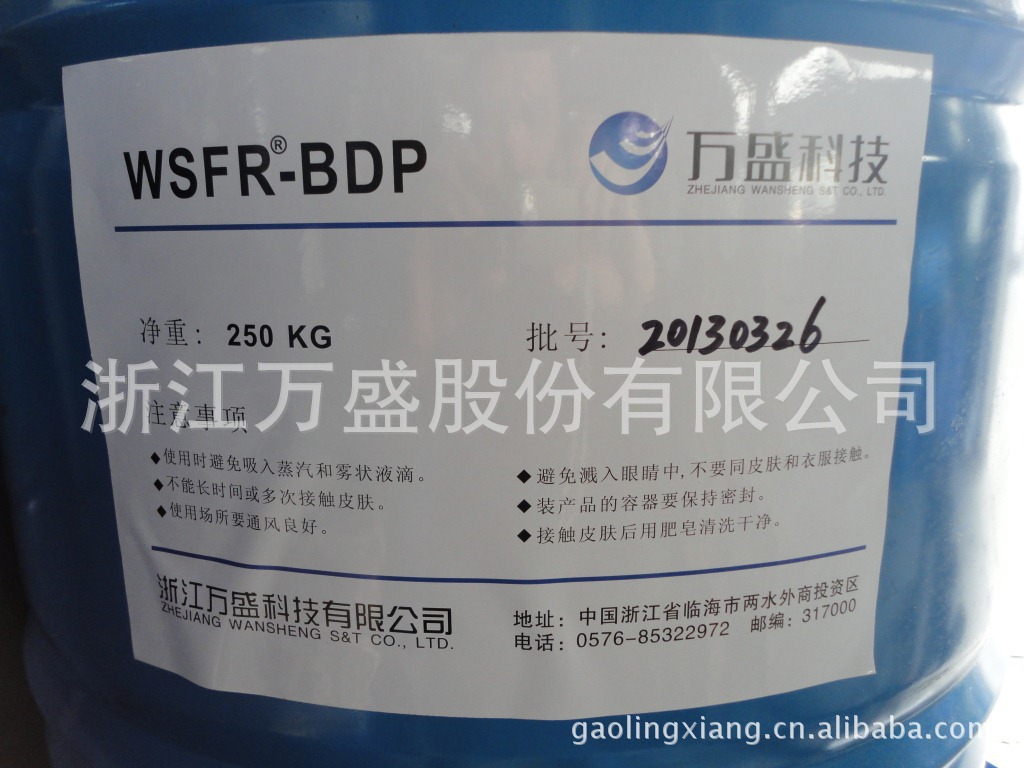 WSFR®-BDP
万盛科技
ZHEJIANG WANSHENG S&T CO., LTD.
净重: 250 KG
批号: 20130326
浙江万盛股份有限公司
注意事项
◆使用时避免吸入蒸汽和雾状液滴。
◆不能长时间或多次接触皮肤。
◆使用场所要通风良好。
◆避免溅入眼睛中,不要同皮肤和衣服接触。
◆装产品的容器要保持密封。
◆接触皮肤后用肥皂清洗干净。
浙江万盛科技有限公司
ZHEJIANG WANSHENG S&T CO., LTD.
地址: 中国浙江省临海市两水外商投资区
电话: 0576-85322972 邮编: 317000
gaolingxiang.cn.alibaba.com